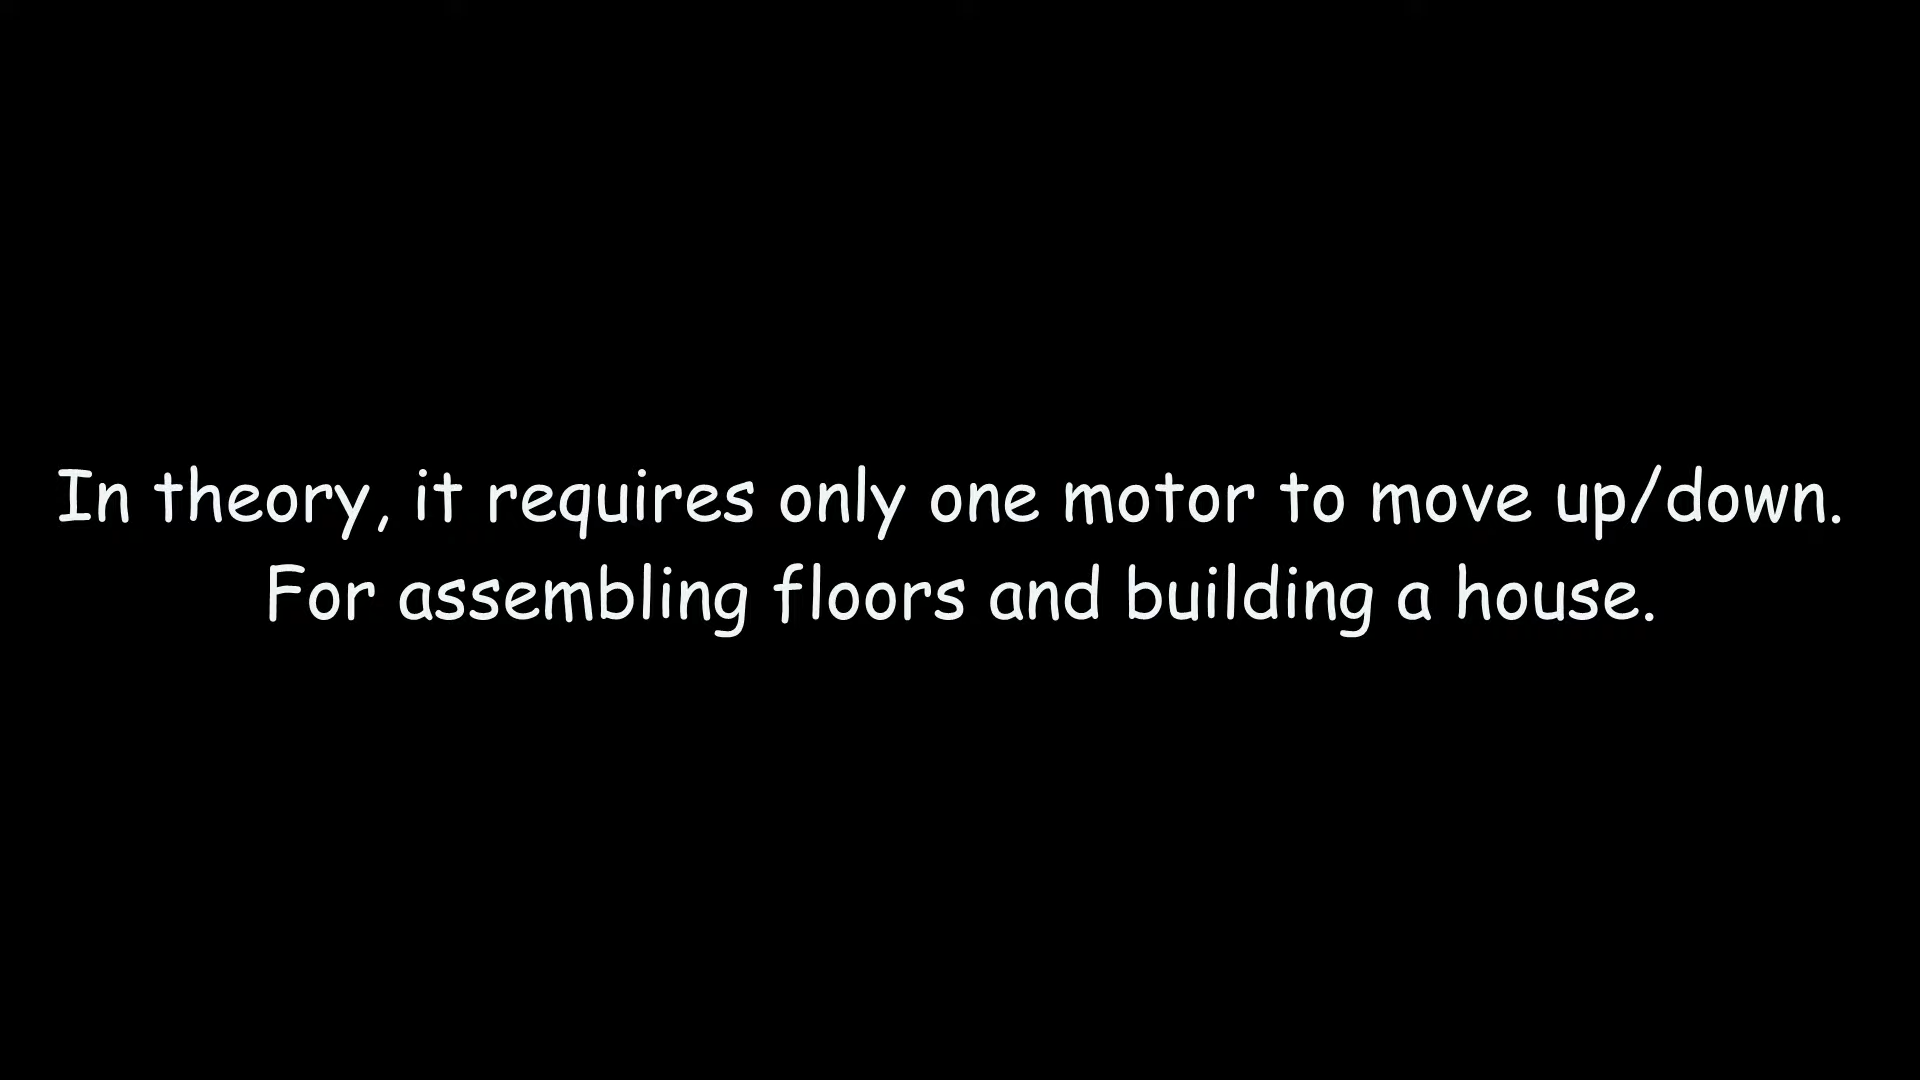 In theory, it requires only one motor to move up/down.
For assembling floors and building a house.